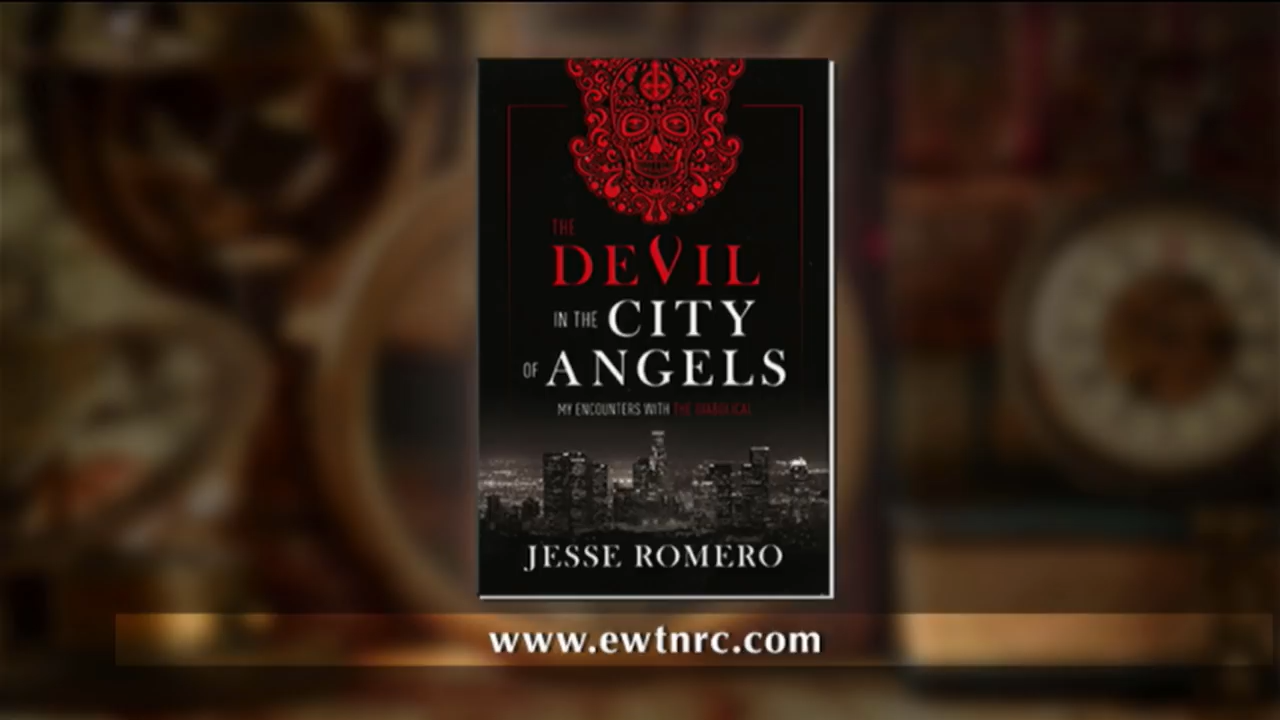 THE
DEVIL
IN THE CITY
OF ANGELS
MY ENCOUNTERS WITH THE DIABOLICAL
JESSE ROMERO
www.ewtnrc.com